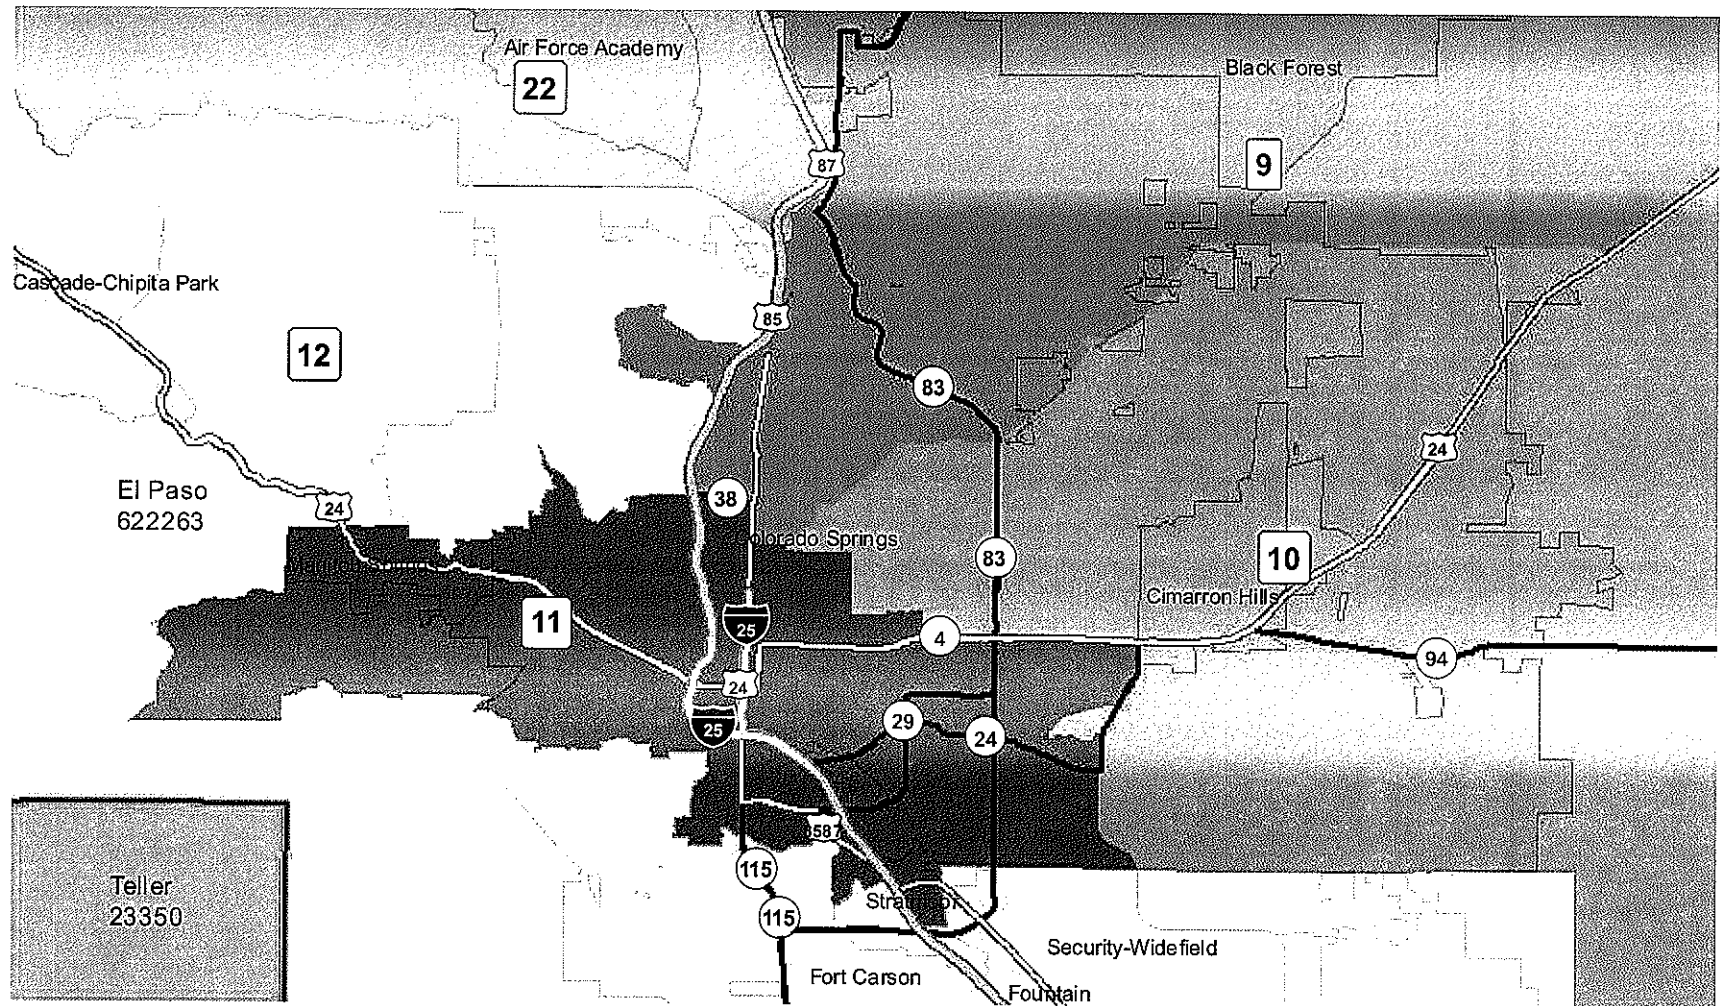 Air Force Academy
22
Black Forest
87
9
Cascade-Chipita Park
85
12
83
24
El Paso
622263
24
38
Colorado Springs
83
10
Cimarron Hills
11
25
4
94
24
25
29
24
115
Teller
23350
115
Security-Widefield
Fort Carson
Fountain